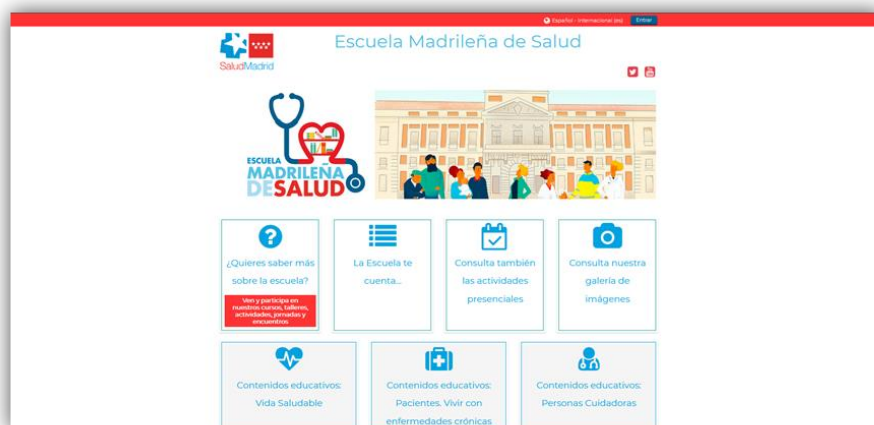 Español - Internacional (es) Entrar
Escuela Madrileña de Salud
SaludMadrid
ESCUELA
MADRILEÑA
DESALUD
¿Quieres saber más
sobre la escuela?
Ven y participa en
nuestros cursos, talleres,
actividades, jornadas y
encuentros
La Escuela te
cuenta...
Consulta también
las actividades
presenciales
Consulta nuestra
galería de
imágenes
Contenidos educativos:
Vida Saludable
Contenidos educativos:
Pacientes. Vivir con
enfermedades crónicas
Contenidos educativos:
Personas Cuidadoras